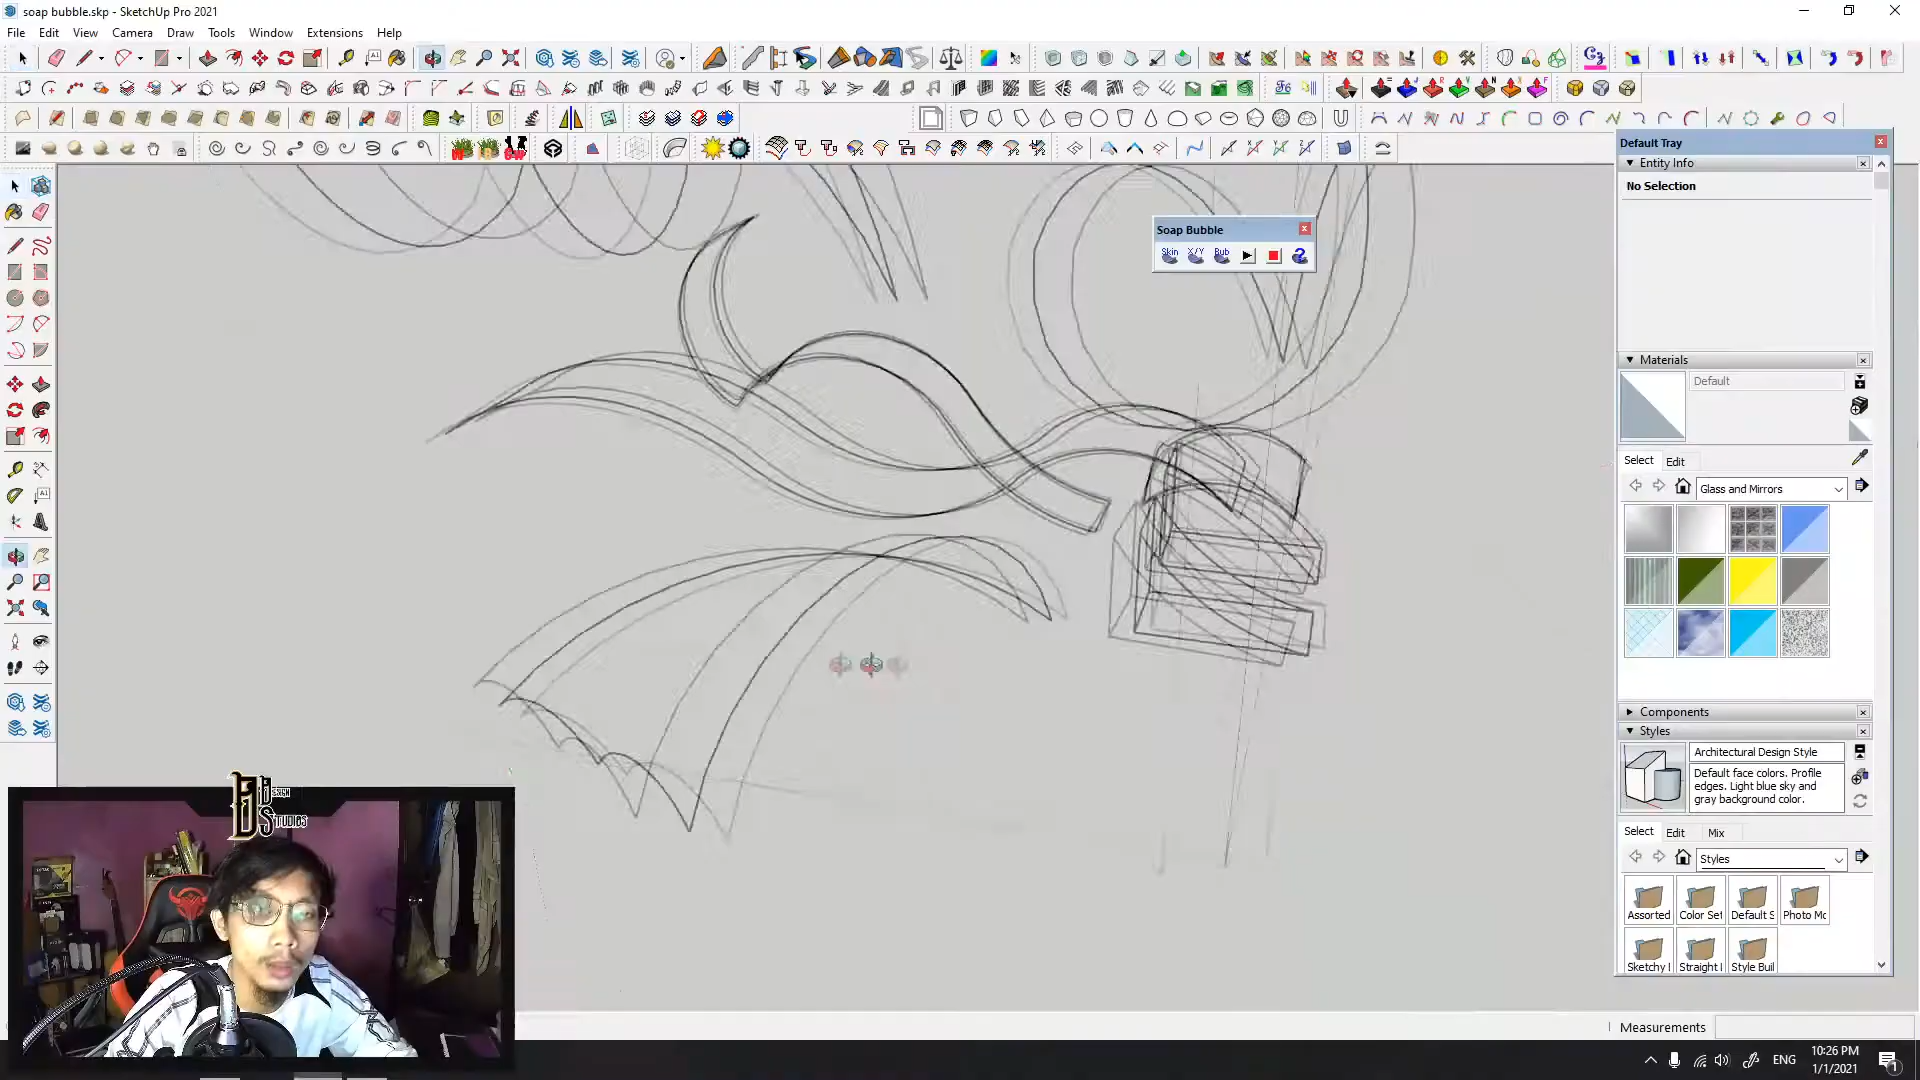 soap bubble.skp - SketchUp Pro 2021
File Edit View Camera Draw Tools Window Extensions Help
Default Tray
Entity Info
No Selection
Soap Bubble
Skin X/Y Bub
Materials
Default
Select Edit
Glass and Mirrors
Components
Styles
Architectural Design Style
Default face colors. Profile
edges. Light blue sky and
gray background color.
Select Edit Mix
Styles
Assorted Color Set Default S Photo Mo
Sketchy Straight Style Buil
Measurements
ENG
10:26 PM
1/1/2021